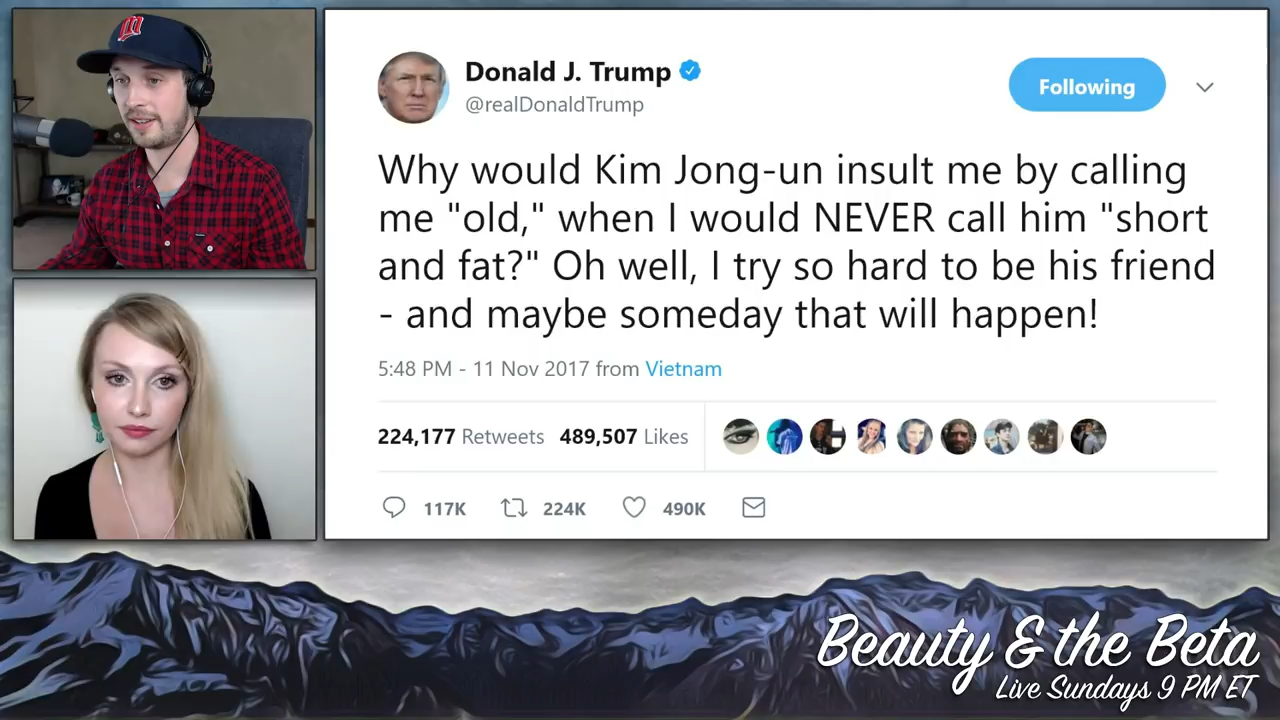 Donald J. Trump
@realDonaldTrump
Following
Why would Kim Jong-un insult me by calling
me "old," when I would NEVER call him "short
and fat?" Oh well, I try so hard to be his friend
- and maybe someday that will happen!
5:48 PM - 11 Nov 2017 from Vietnam
224,177 Retweets 489,507 Likes
117K 224K 490K
Beauty & the Beta
Live Sundays 9 PM ET